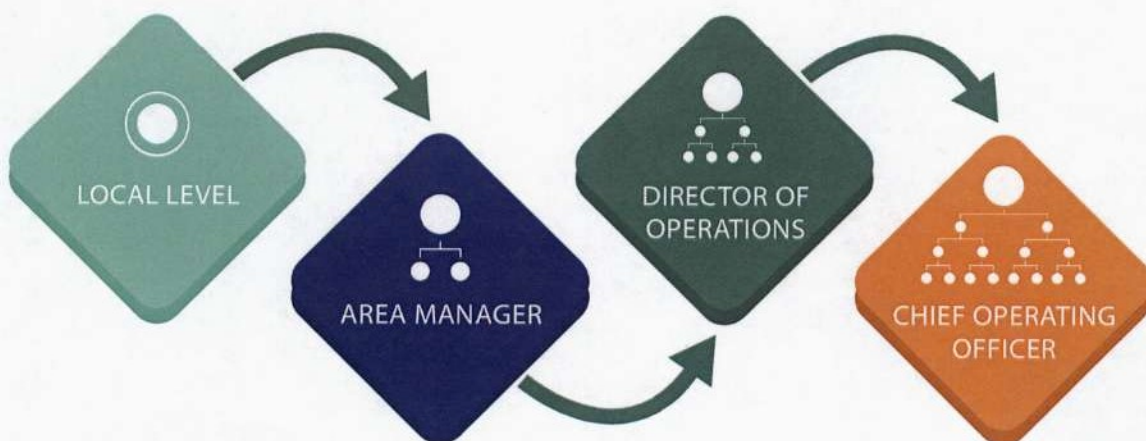 LOCAL LEVEL
AREA MANAGER
DIRECTOR OF
OPERATIONS
CHIEF OPERATING
OFFICER